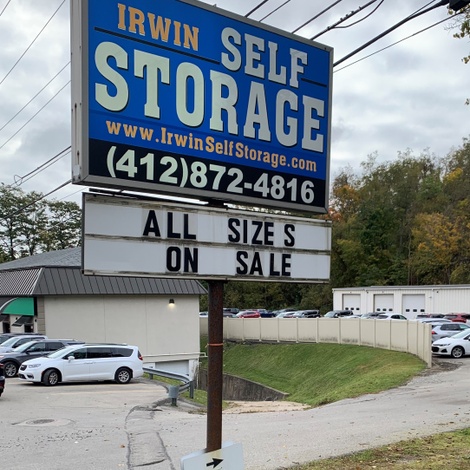 IRWIN SELF
STORAGE
www.IrwinSelfStorage.com
(412)872-4816
ALL SIZES
ON SALE